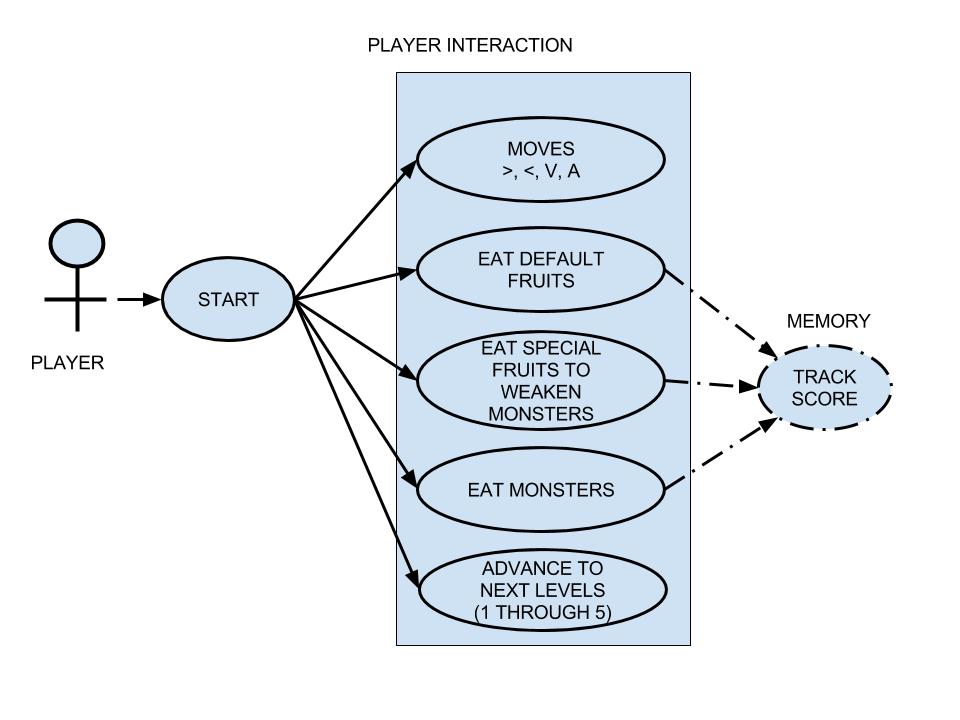 PLAYER INTERACTION
MOVES
>, <, V, A
EAT DEFAULT
FRUITS
EAT SPECIAL
FRUITS TO
WEAKEN
MONSTERS
EAT MONSTERS
ADVANCE TO
NEXT LEVELS
(1 THROUGH 5)
START
PLAYER
MEMORY
TRACK
SCORE